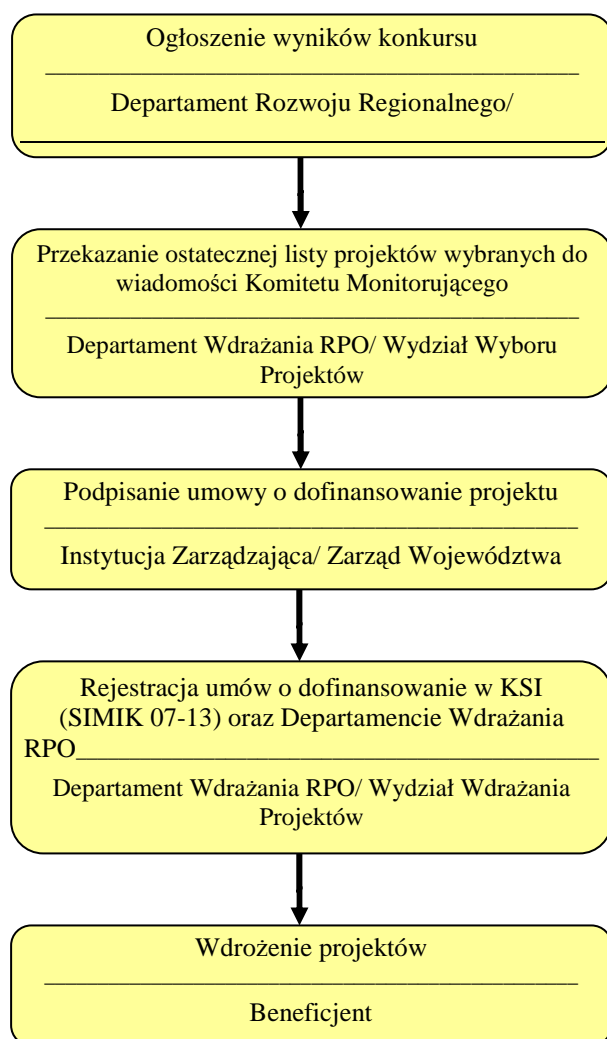 Ogłoszenie wyników konkursu
Departament Rozwoju Regionalnego/
Przekazanie ostatecznej listy projektów wybranych do
wiadomości Komitetu Monitorującego
Departament Wdrażania RPO/ Wydział Wyboru
Projektów
Podpisanie umowy o dofinansowanie projektu
Instytucja Zarządzająca/ Zarząd Województwa
Rejestracja umów o dofinansowanie w KSI
(SIMIK 07-13) oraz Departamencie Wdrażania
RPO
Departament Wdrażania RPO/ Wydział Wdrażania
Projektów
Wdrożenie projektów
Beneficjent